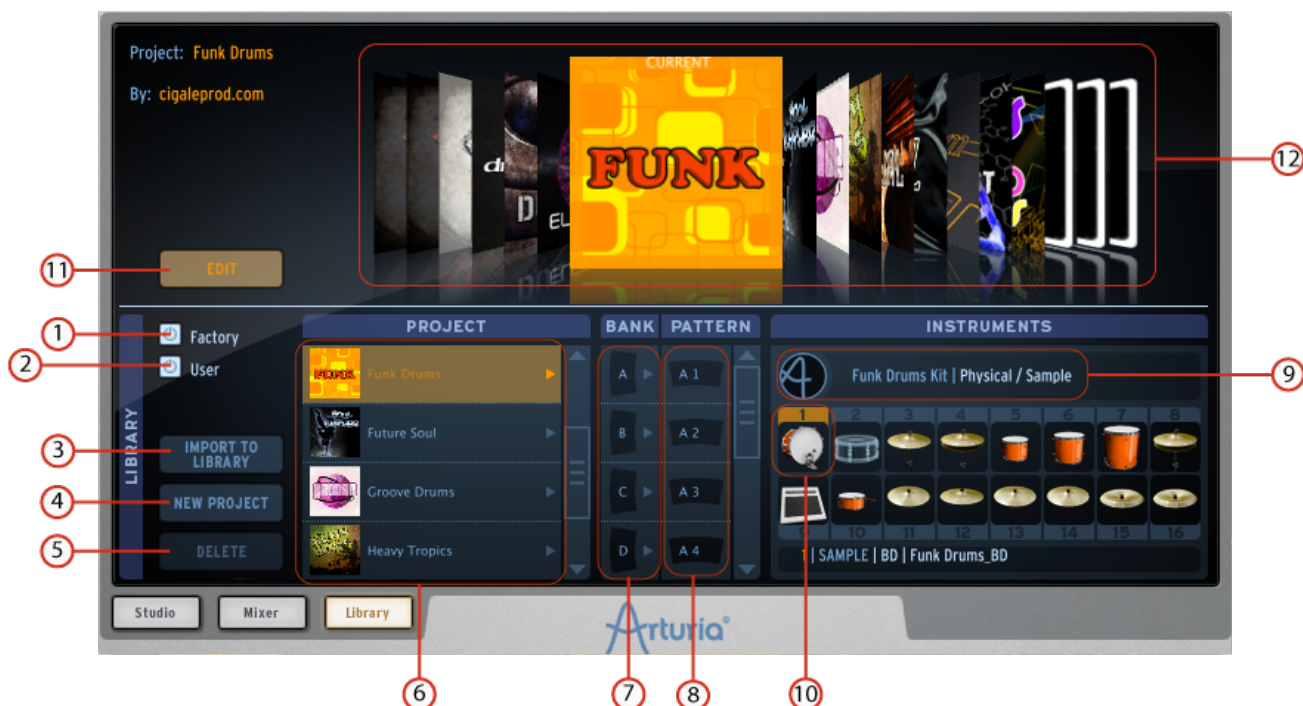 Project: Funk Drums
By: cigaleprod.com
CURRENT
FUNK
12
11
EDIT
1
Factory
2
User
LIBRARY
3
IMPORT TO
LIBRARY
4
NEW PROJECT
5
DELETE
PROJECT
BANK
PATTERN
INSTRUMENTS
FUNK
Funk Drums
A
A 1
Future Soul
B
A 2
Groove Drums
C
A 3
Heavy Tropics
D
A 4
Funk Drums Kit | Physical / Sample
9
1 2 3 4 5 6 7 8
9 10 11 12 13 14 15 16
1 | SAMPLE | BD | Funk Drums_BD
Studio
Mixer
Library
Arturia©
6
7
8
10